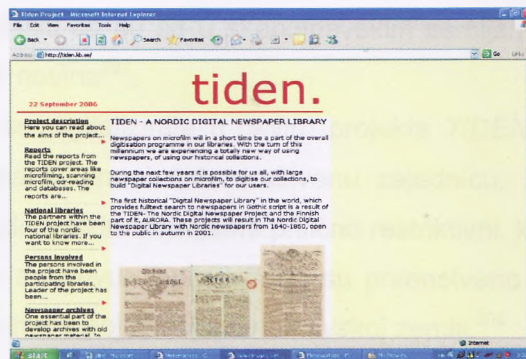 Tiden Project - Microsoft Internet Explorer
File Edit View Favorites Tools Help
Back Search Favorites
Address http://tiden.kb.se/ Go Links
tiden.
22 September 2006
Project description
Here you can read about
the aims of the project...
Reports
Read the reports from
the TIDEN project. The
reports cover areas like
microfilming, scanning
microfilm, ocr-reading
and databases. The
reports are...
National libraries
The partners within the
TIDEN project have been
four of the nordic
national libraries. If you
want to know more...
Persons involved
The persons involved in
the project have been
people from the
participating libraries.
Leader of the project has
been...
Newspaper archives
One essential part of the
project has been to
develop archives with old
newspaper material. In
TIDEN - A NORDIC DIGITAL NEWSPAPER LIBRARY
Newspapers on microfilm will in a short time be a part of the overall
digitisation programme in our libraries. With the turn of this
millennium we are experiencing a totally new way of using
newspapers, of using our historical collections.
During the next few years it is possible for us all, with large
newspaper collections on microfilm, to digitise our collections, to
build "Digital Newspaper Libraries" for our users.
The first historical "Digital Newspaper Library" in the world, which
provides fulltext search to newspapers in Gothic script is a result of
the TIDEN- The Nordic Digital Newspaper Project and the Finnish
part of it, AURORA. These projects will result in the Nordic Digital
Newspaper Library with Nordic newspapers from 1640-1860, open
to the public in autumn in 2001.
Internet
start